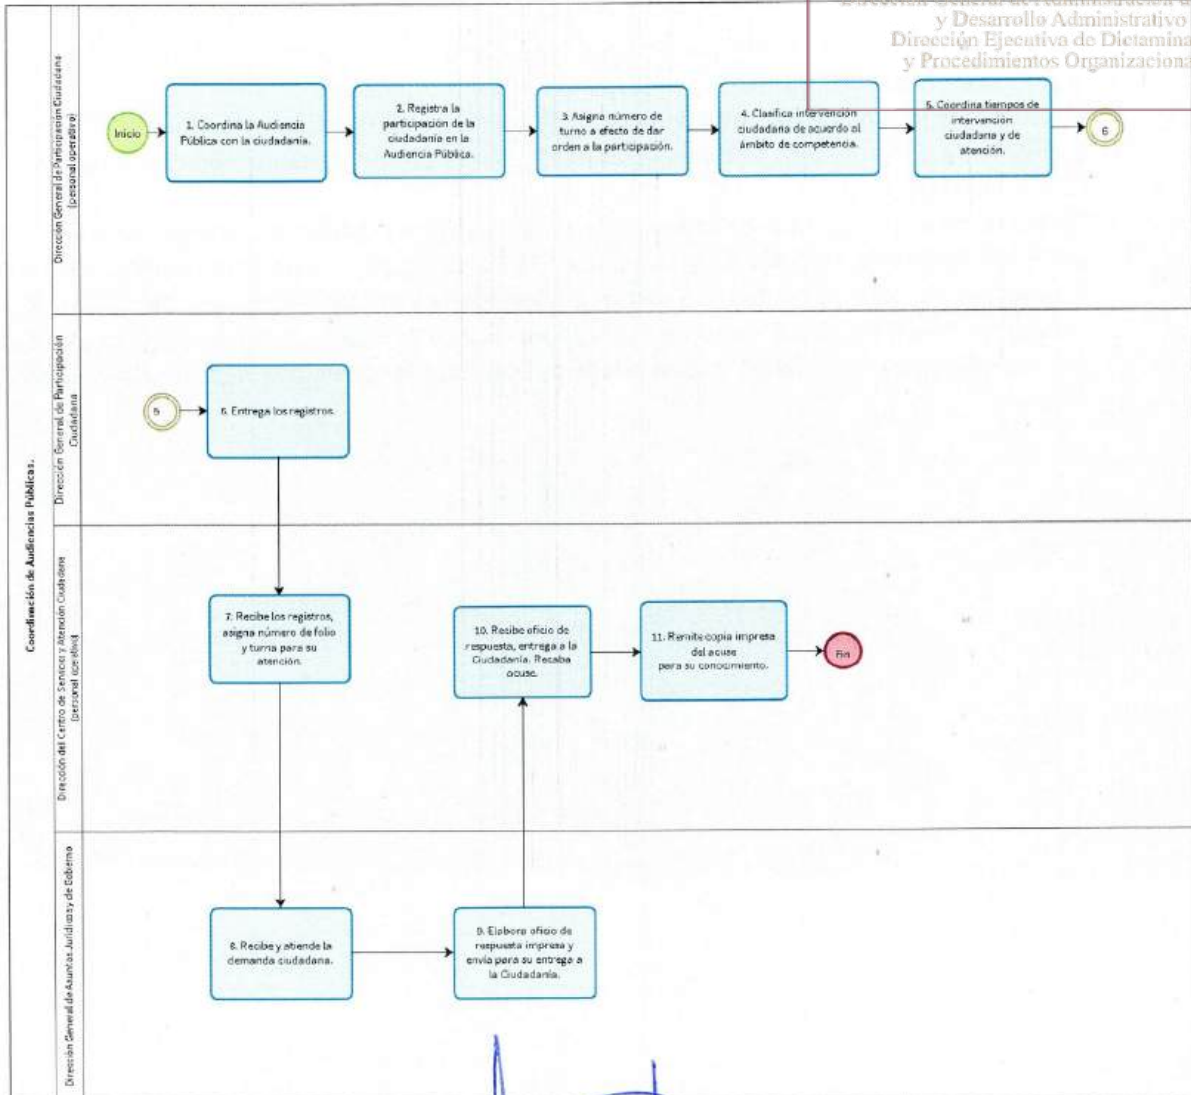 y Desarrollo Administrativo
Dirección Ejecutiva de
y Procedimientos
Coordinación de Audiencias Públicas.
Dirección General de Participación Ciudadana
(personal operativo)
Inicio
1. Coordina la Audiencia
Pública con la ciudadanía.
2. Registra la
participación de la
ciudadanía en la
Audiencia Pública.
3. Asigna número de
turno a efecto de dar
orden a la participación.
4. Clasifica intervención
ciudadana de acuerdo al
ámbito de competencia.
5. Coordina tiempos de
intervención
ciudadana y de
atención.
6
Dirección General de Participación
Ciudadana
5
6. Entrega los registros.
Dirección del Centro de Servicios y Atención Ciudadana
(personal operativo)
7. Recibe los registros,
asigna número de folio
y turna para su
atención.
10. Recibe oficio de
respuesta, entrega a la
Ciudadanía. Recaba
acuse.
11. Remite copia impresa
del acuse
para su conocimiento.
Fin
Dirección General de Asuntos Jurídicos y de Gobierno
8. Recibe y atiende la
demanda ciudadana.
9. Elabora oficio de
respuesta impresa y
envía para su entrega a
la Ciudadanía.